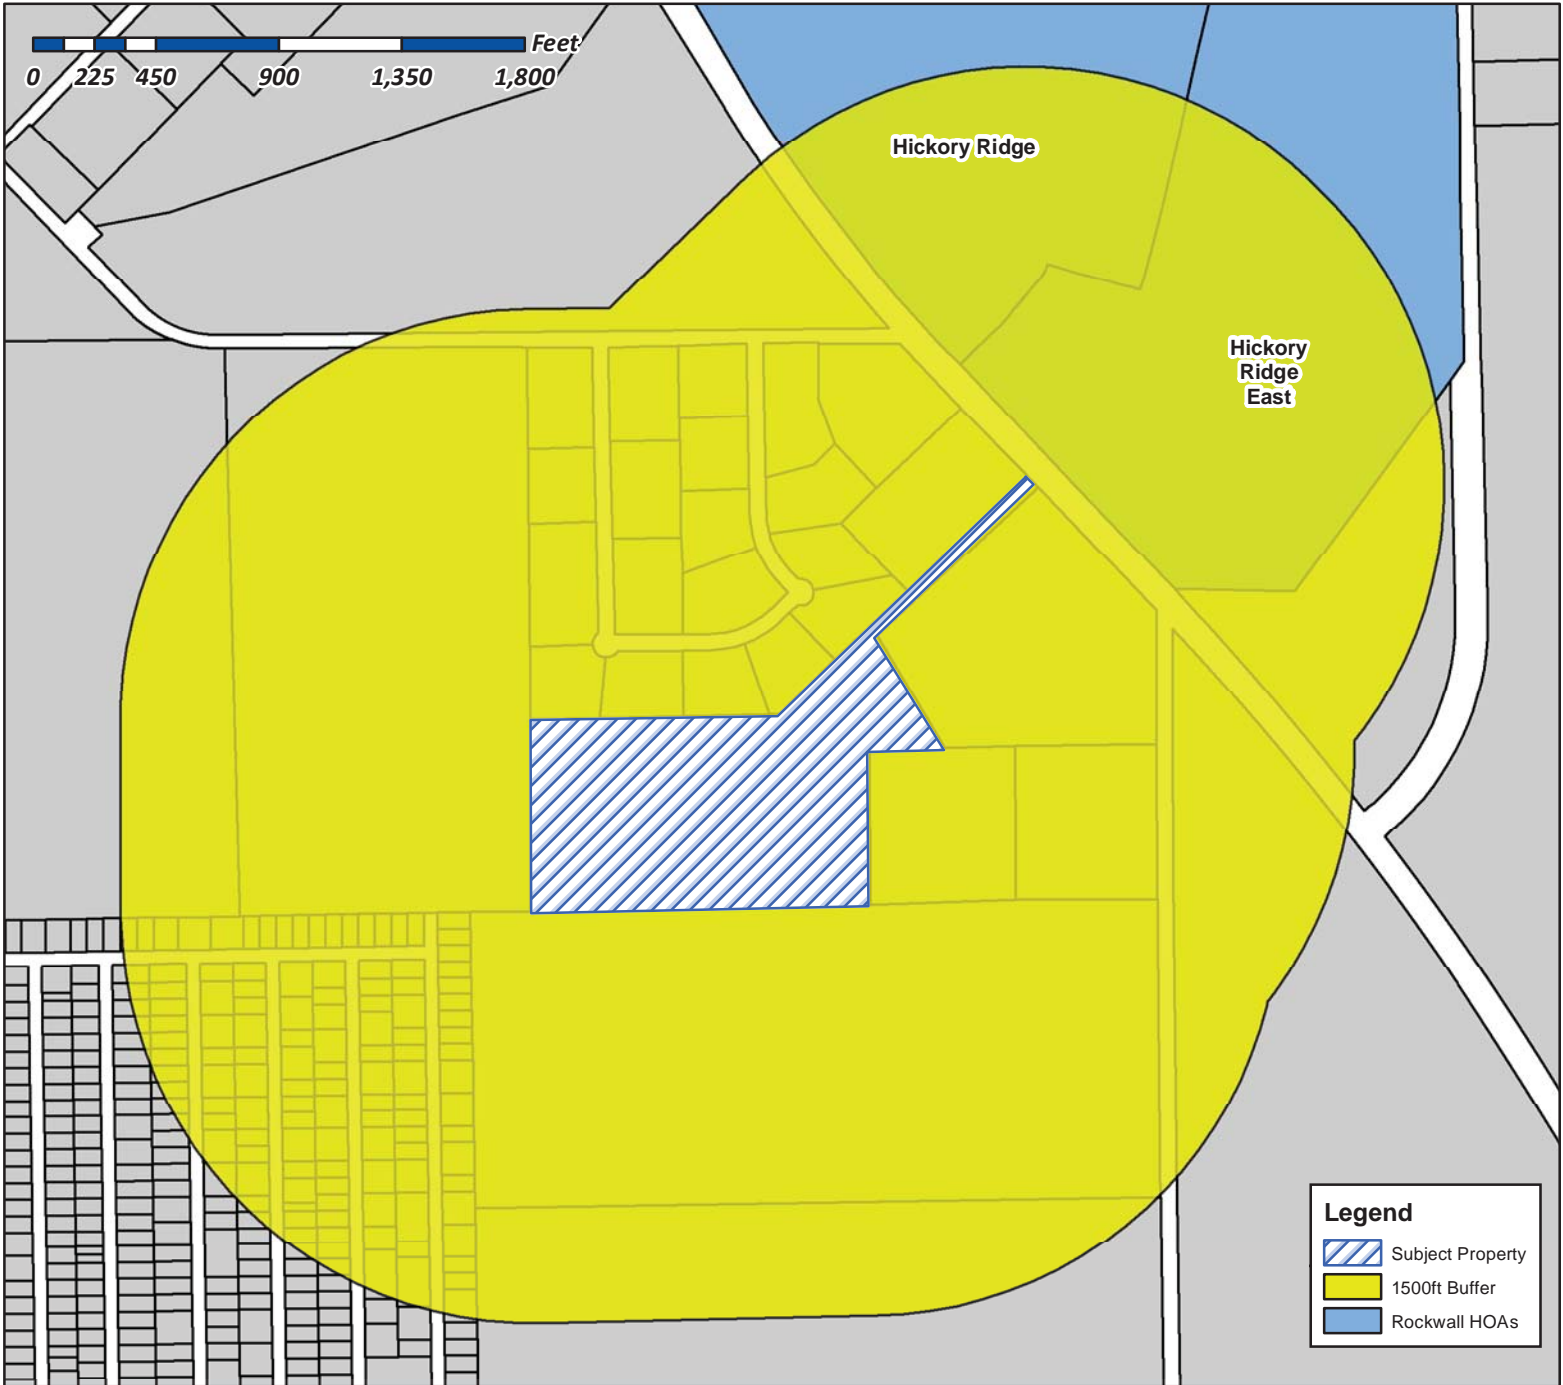 Feet
0 225 450 900 1,350 1,800
Hickory Ridge
Hickory
Ridge
East
Legend
Subject Property
1500ft Buffer
Rockwall HOAs